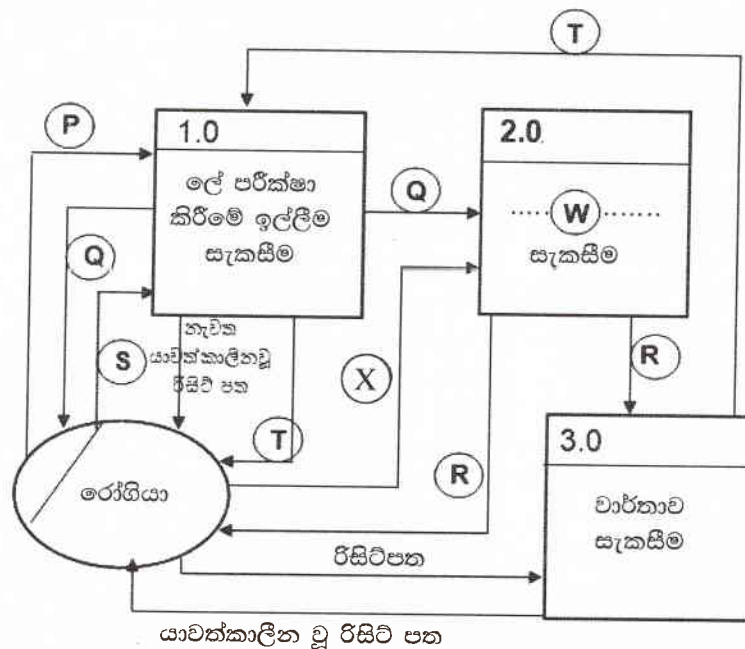 T
P
1.0
ලේ පරීක්ෂා
කිරීමේ ඉල්ලීම
සැකසීම
Q
2.0
...... W .......
සැකසීම
Q
S
නැවත
යාවත්කාලීනවූ
රිසිට් පත
X
R
T
R
3.0
වාර්තාව
සැකසීම
රෝගියා
රිසිට්පත
යාවත්කාලීන වූ රිසිට් පත